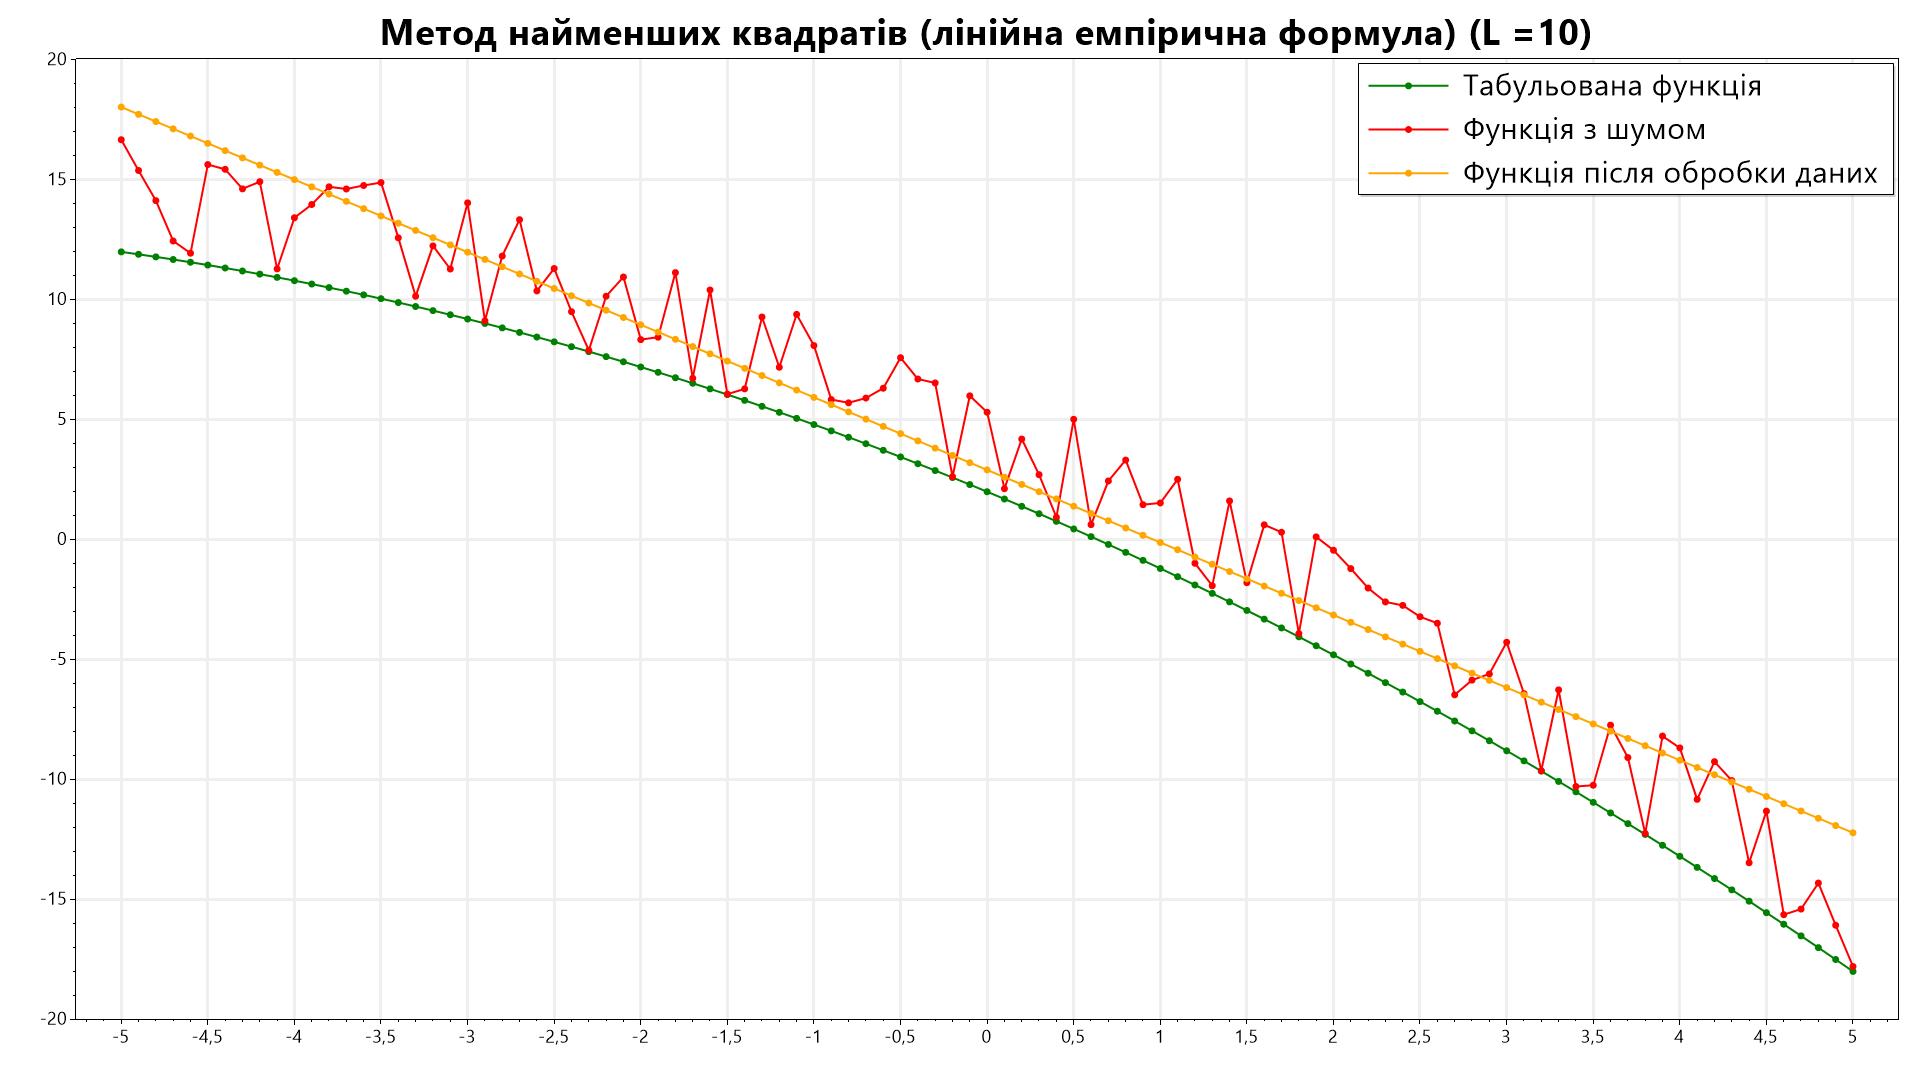 Метод найменших квадратів (лінійна емпірична формула) (L =10)
Табульована функція
Функція з шумом
Функція після обробки даних
20
15
10
5
0
-5
-10
-15
-20
-5 -4,5 -4 -3,5 -3 -2,5 -2 -1,5 -1 -0,5 0 0,5 1 1,5 2 2,5 3 3,5 4 4,5 5